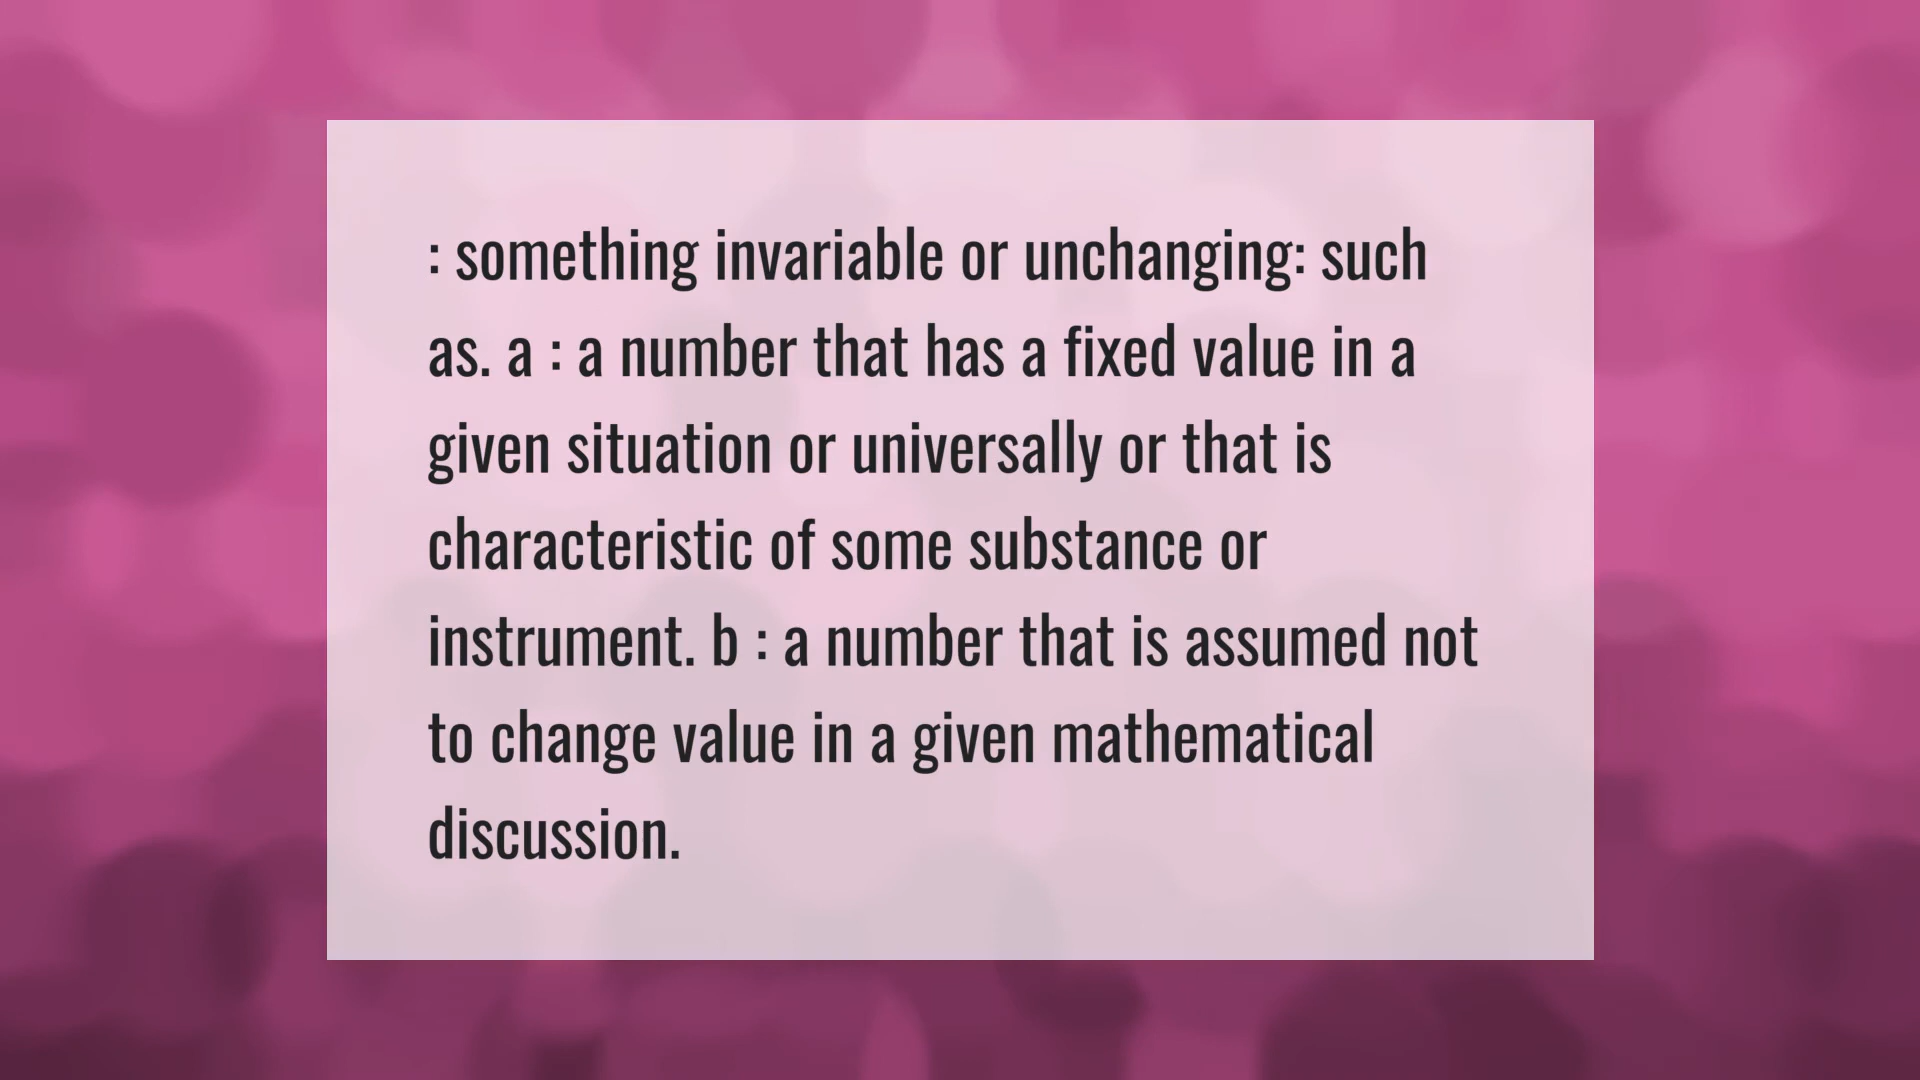 : something invariable or unchanging: such
as. a : a number that has a fixed value in a
given situation or universally or that is
characteristic of some substance or
instrument. b : a number that is assumed not
to change value in a given mathematical
discussion.